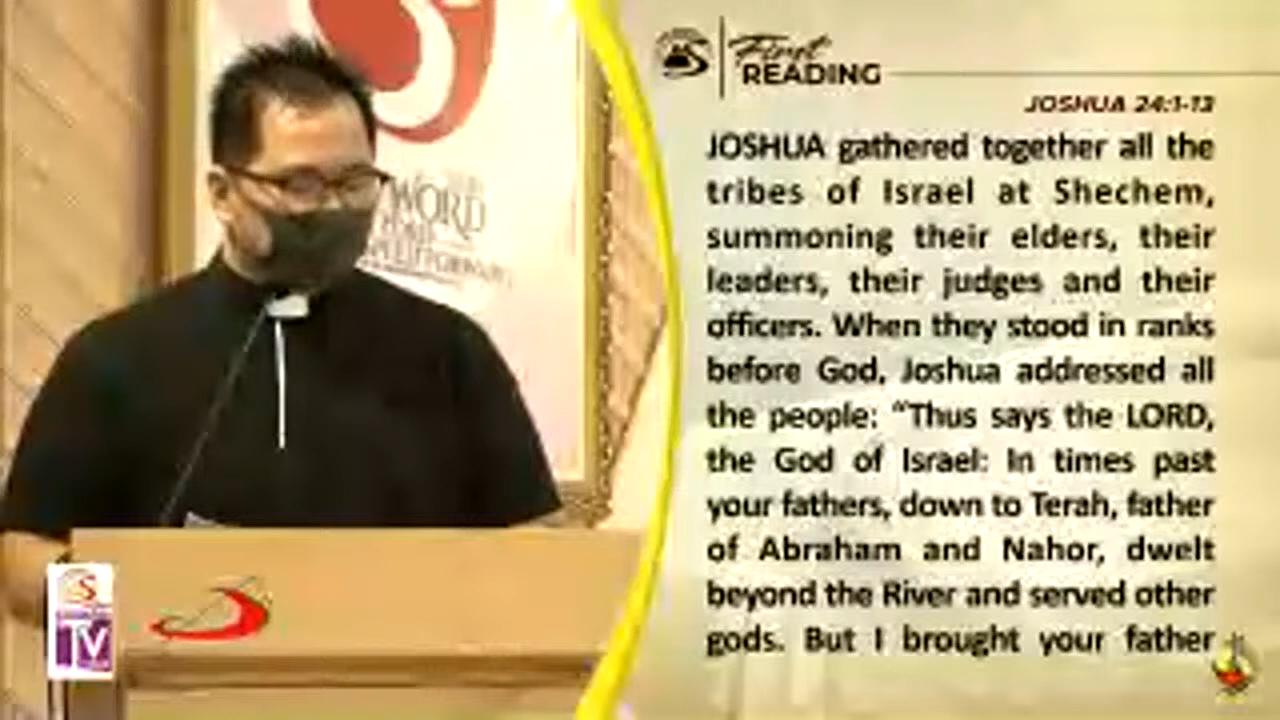 WORD
TV
First
READING
JOSHUA 24:1-13
JOSHUA gathered together all the
tribes of Israel at Shechem,
summoning their elders, their
leaders, their judges and their
officers. When they stood in ranks
before God, Joshua addressed all
the people: “Thus says the LORD,
the God of Israel: In times past
your fathers, down to Terah, father
of Abraham and Nahor, dwelt
beyond the River and served other
gods. But I brought your father